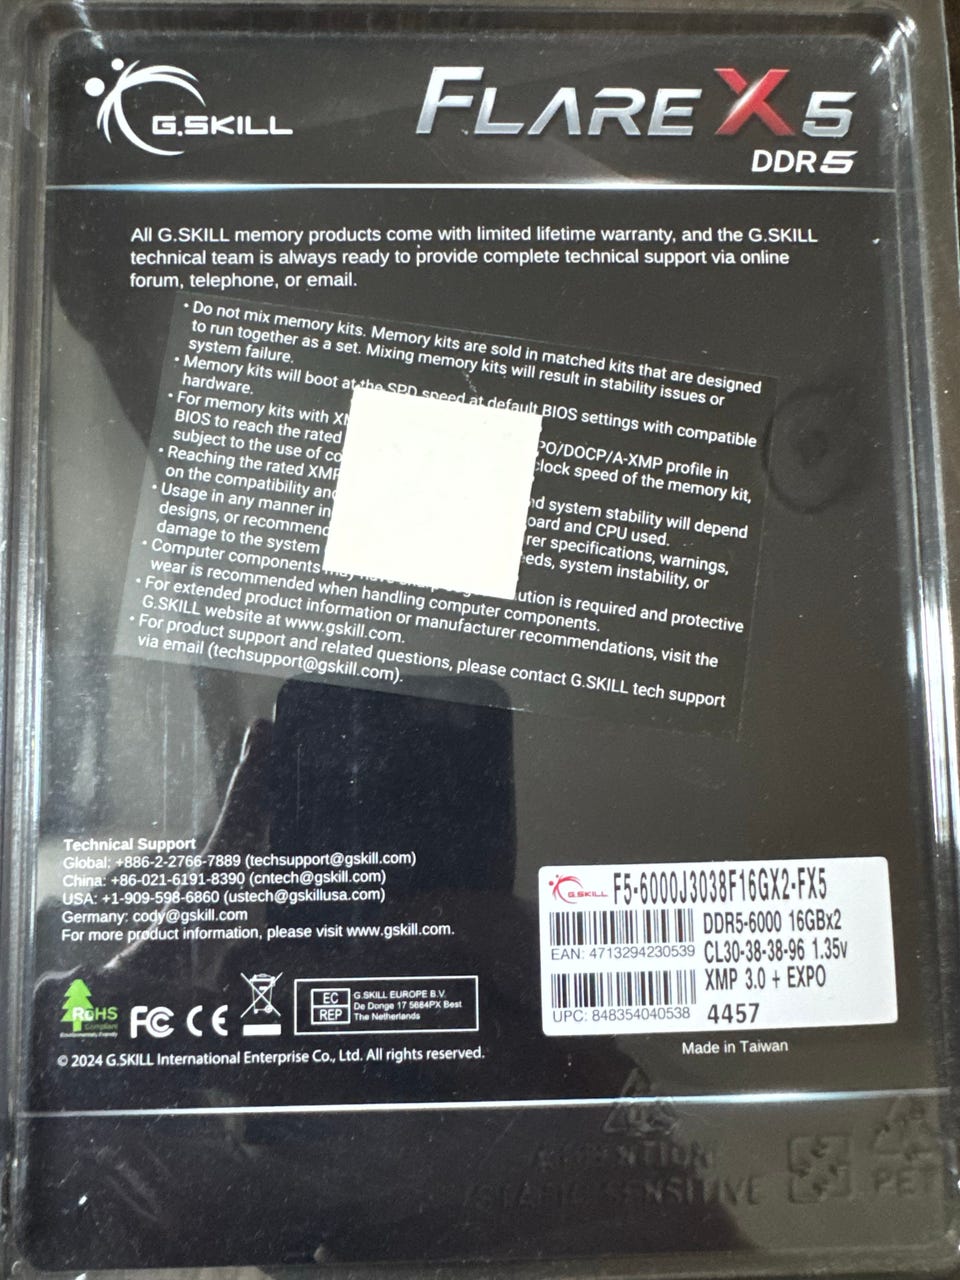 G.SKILL
FLARE X5
DDR5
All G.SKILL memory products come with limited lifetime warranty, and the G.SKILL
technical team is always ready to provide complete technical support via online
forum, telephone, or email.
• Do not mix memory kits. Memory kits are sold in matched kits that are designed
to run together as a set. Mixing memory kits will result in stability issues or
system failure.
• Memory kits will boot at the SPD speed at default BIOS settings with compatible
hardware.
• For memory kits with PO/DOCP/A-XMP profile in
BIOS to reach the rated clock speed of the memory kit,
subject to the use of
• Reaching the rated XMP nd system stability will depend
on the compatibility and oard and CPU used.
• Usage in any manner in rer specifications, warnings,
designs, or eeds, system instability, or
damage to the system
• Computer components may have ution is required and protective
wear is recommended when handling computer components.
• For extended product information or manufacturer recommendations, visit the
G.SKILL website at www.gskill.com.
• For product support and related questions, please contact G.SKILL tech support
via email (techsupport@gskill.com).
Technical Support
Global: +886-2-2766-7889 (techsupport@gskill.com)
China: +86-021-6191-8390 (cntech@gskill.com)
USA: +1-909-598-6860 (ustech@gskillusa.com)
Germany: cody@gskill.com
For more product information, please visit www.gskill.com.
G.SKILL F5-6000J3038F16GX2-FX5
DDR5-6000 16GBx2
EAN: 4713294230539
CL30-38-38-96 1.35v
XMP 3.0 + EXPO
UPC: 848354040538
4457
Made in Taiwan
RoHS
Compliant
Environmentally Friendly
FC CE
EC REP
G.SKILL EUROPE B.V.
De Donge 17 5684PX Best
The Netherlands
© 2024 G.SKILL International Enterprise Co., Ltd. All rights reserved.
ATTENTION
STATIC SENSITIVE
PET